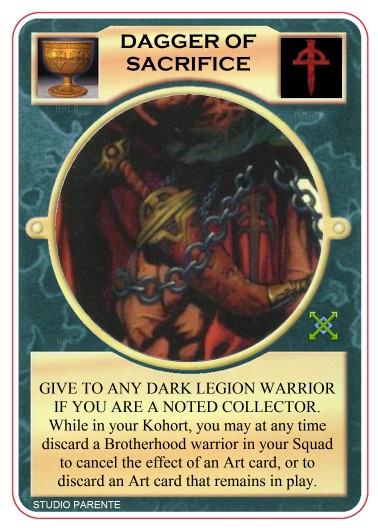 DAGGER OF
SACRIFICE
GIVE TO ANY DARK LEGION WARRIOR
IF YOU ARE A NOTED COLLECTOR.
While in your Kohort, you may at any time
discard a Brotherhood warrior in your Squad
to cancel the effect of an Art card, or to
discard an Art card that remains in play.
STUDIO PARENTE